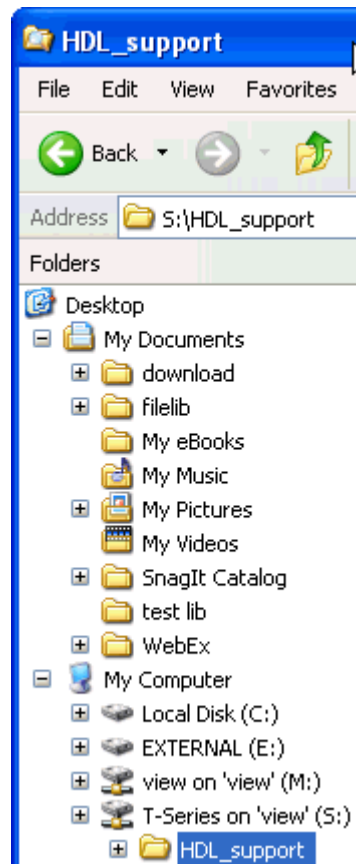 HDL_support
File Edit View Favorites
Back
Address S:\HDL_support
Folders
Desktop
My Documents
download
filelib
My eBooks
My Music
My Pictures
My Videos
SnagIt Catalog
test lib
WebEx
My Computer
Local Disk (C:)
EXTERNAL (E:)
view on 'view' (M:)
T-Series on 'view' (S:)
HDL_support